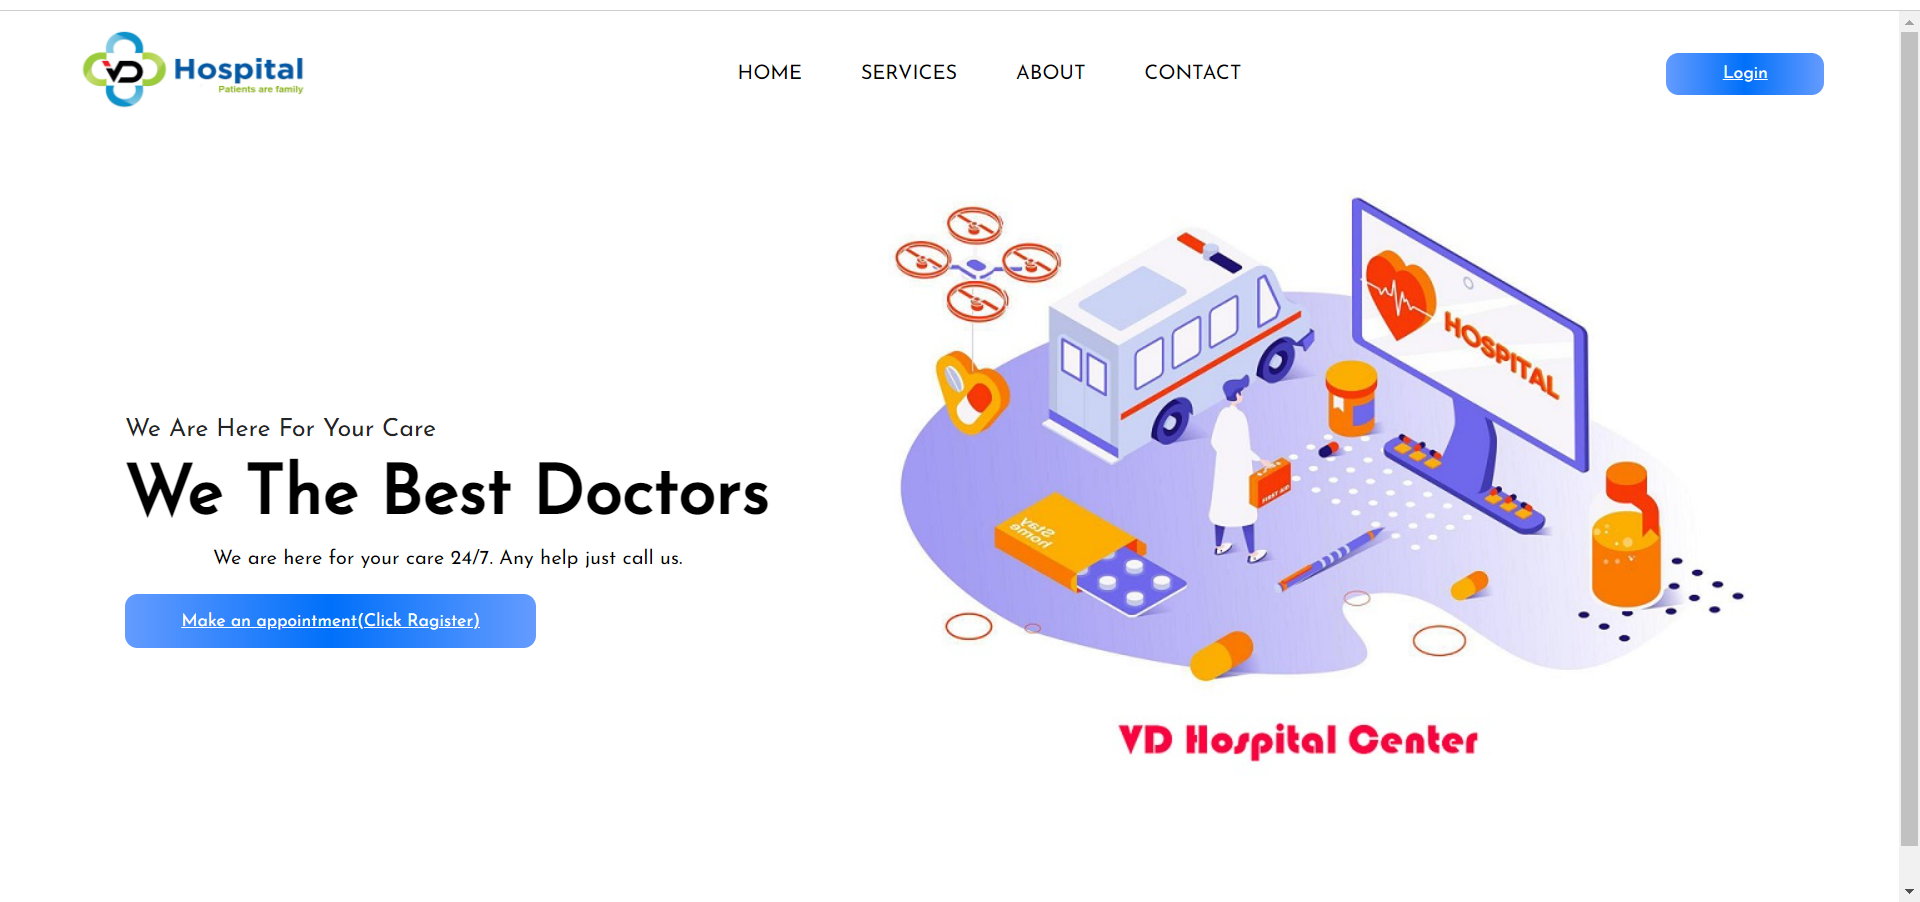 VD Hospital
Patients are family
HOME SERVICES ABOUT CONTACT
Login
HOSPITAL
We Are Here For Your Care
We The Best Doctors
FIRST AID
Stay
Home
We are here for your care 24/7. Any help just call us.
Make an appointment(Click Ragister)
VD Hospital Center